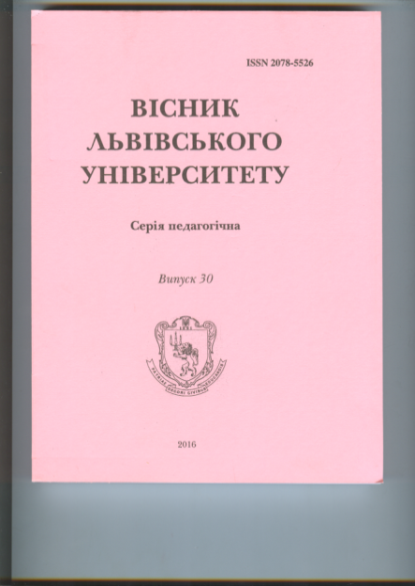 ISSN 2078-5526
ВІСНИК
ЛЬВІВСЬКОГО
УНІВЕРСИТЕТУ
Серія педагогічна
Випуск 30
2016